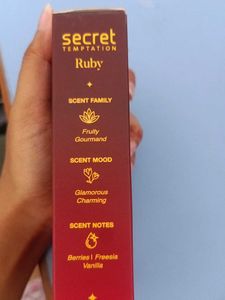 secret
TEMPTATION
Ruby
SCENT FAMILY
Fruity
Gourmand
SCENT MOOD
Glamorous
Charming
SCENT NOTES
Berries| Freesia
Vanilla